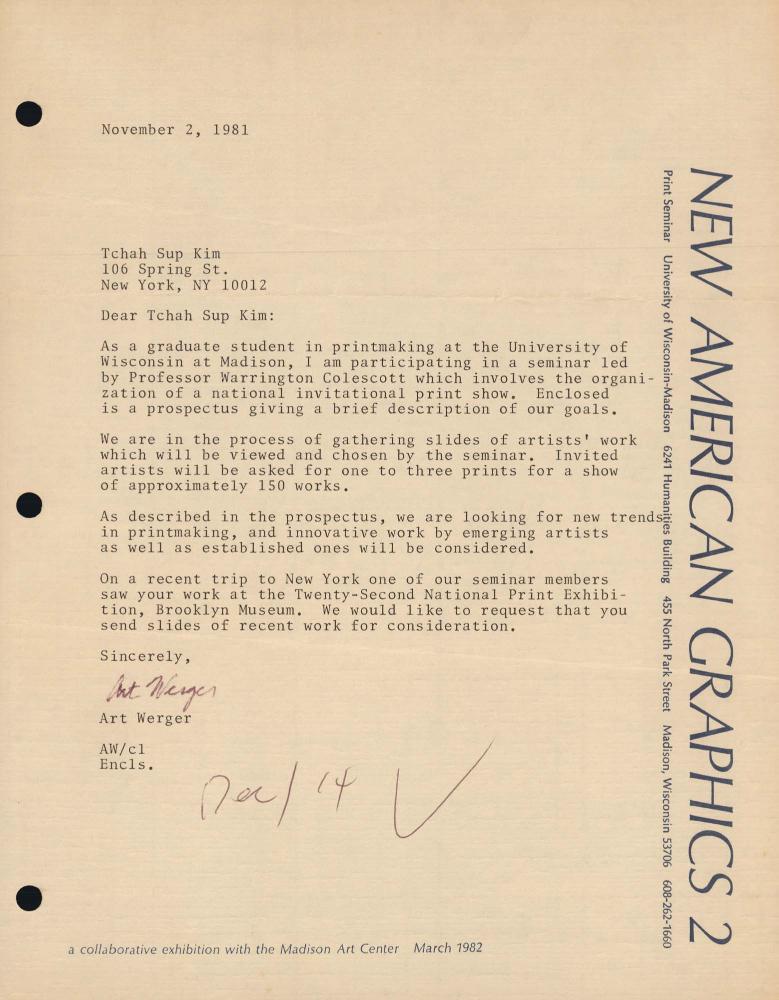 November 2, 1981
Tchah Sup Kim
106 Spring St.
New York, NY 10012
Dear Tchah Sup Kim:
As a graduate student in printmaking at the University of
Wisconsin at Madison, I am participating in a seminar led
by Professor Warrington Colescott which involves the organi-
zation of a national invitational print show.  Enclosed
is a prospectus giving a brief description of our goals.
We are in the process of gathering slides of artists' work
which will be viewed and chosen by the seminar.  Invited
artists will be asked for one to three prints for a show
of approximately 150 works.
As described in the prospectus, we are looking for new trends
in printmaking, and innovative work by emerging artists
as well as established ones will be considered.
On a recent trip to New York one of our seminar members
saw your work at the Twenty-Second National Print Exhibi-
tion, Brooklyn Museum.  We would like to request that you
send slides of recent work for consideration.
Sincerely,
Art Werger
Art Werger
AW/cl
Encls.
Dec/ 14
a collaborative exhibition with the Madison Art Center March 1982
NEW AMERICAN GRAPHICS 2
Print Seminar University of Wisconsin-Madison 6241 Humanities Building 455 North Park Street Madison, Wisconsin 53706 608-262-1660